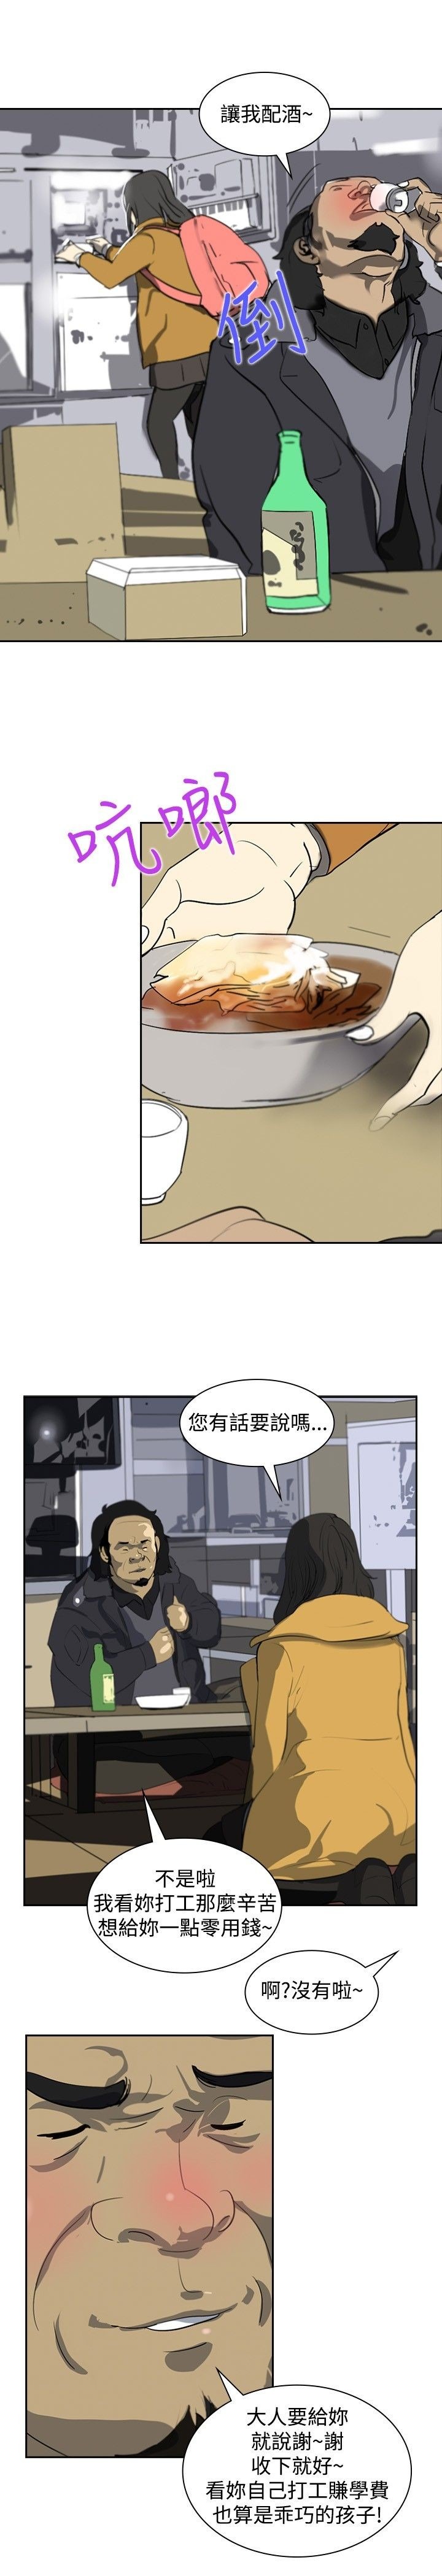 讓我配酒~
倒
吭啷
您有話要說嗎...
不是啦
我看妳打工那麼辛苦
想給妳一點零用錢~
啊?沒有啦~
大人要給妳
就說謝~謝
收下就好~
看妳自己打工賺學費
也算是乖巧的孩子!